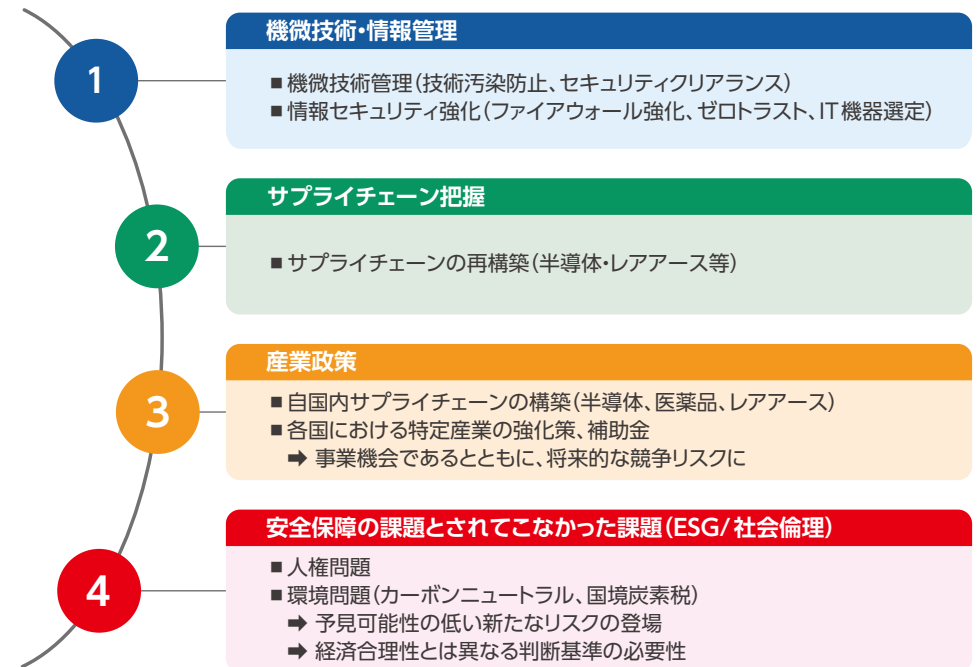 1
機微技術・情報管理
■機微技術管理(技術汚染防止、セキュリティクリアランス)
■情報セキュリティ強化(ファイアウォール強化、ゼロトラスト、IT機器選定)
2
サプライチェーン把握
■サプライチェーンの再構築(半導体・レアアース等)
3
産業政策
■自国内サプライチェーンの構築(半導体、医薬品、レアアース)
■各国における特定産業の強化策、補助金
➡ 事業機会であるとともに、将来的な競争リスクに
4
安全保障の課題とされてこなかった課題(ESG/社会倫理)
■人権問題
■環境問題(カーボンニュートラル、国境炭素税)
➡ 予見可能性の低い新たなリスクの登場
➡ 経済合理性とは異なる判断基準の必要性